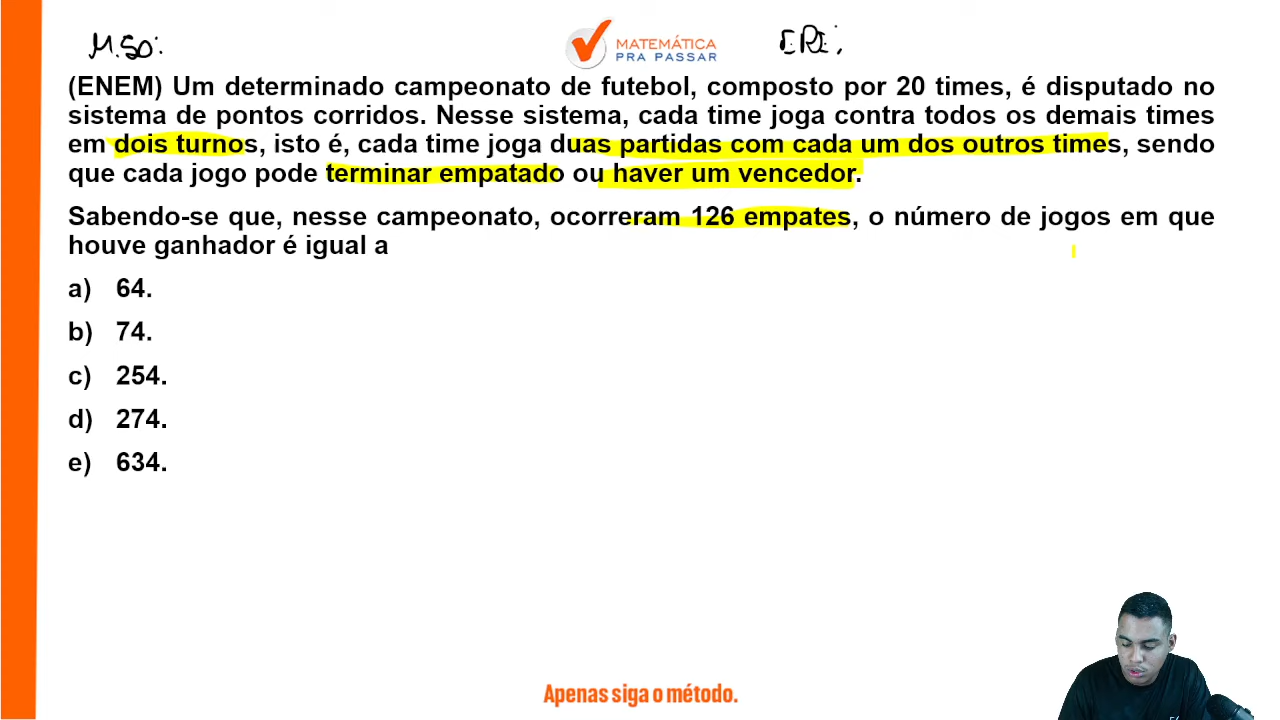 M.SO:
MATEMÁTICA
PRA PASSAR
(ENEM) Um determinado campeonato de futebol, composto por 20 times, é disputado no
sistema de pontos corridos. Nesse sistema, cada time joga contra todos os demais times
em dois turnos, isto é, cada time joga duas partidas com cada um dos outros times, sendo
que cada jogo pode terminar empatado ou haver um vencedor.
Sabendo-se que, nesse campeonato, ocorreram 126 empates, o número de jogos em que
houve ganhador é igual a
a) 64.
b) 74.
c) 254.
d) 274.
e) 634.
Apenas siga o método.